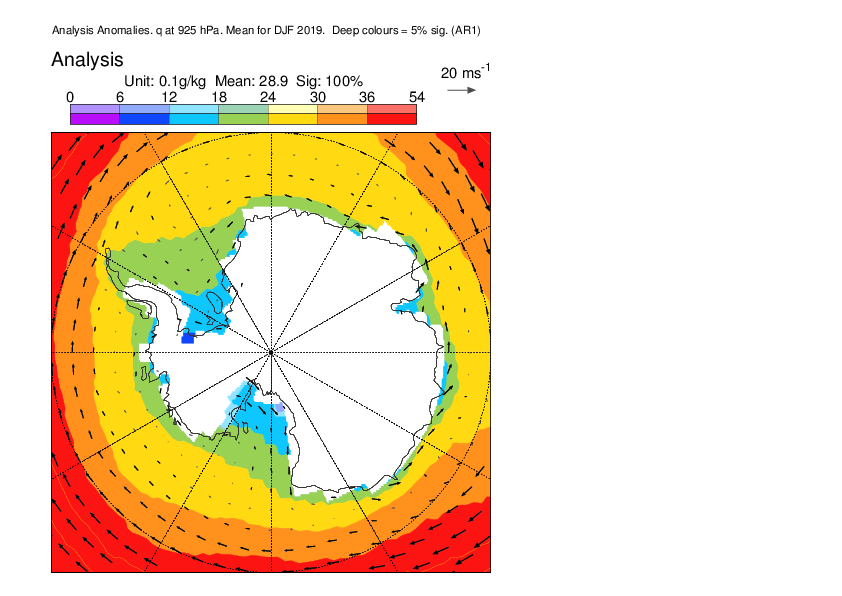 Analysis Anomalies. q at 925 hPa. Mean for DJF 2019.  Deep colours = 5% sig. (AR1)
Analysis
20 ms-1
Unit: 0.1g/kg  Mean: 28.9  Sig: 100%
0 6 12 18 24 30 36 54